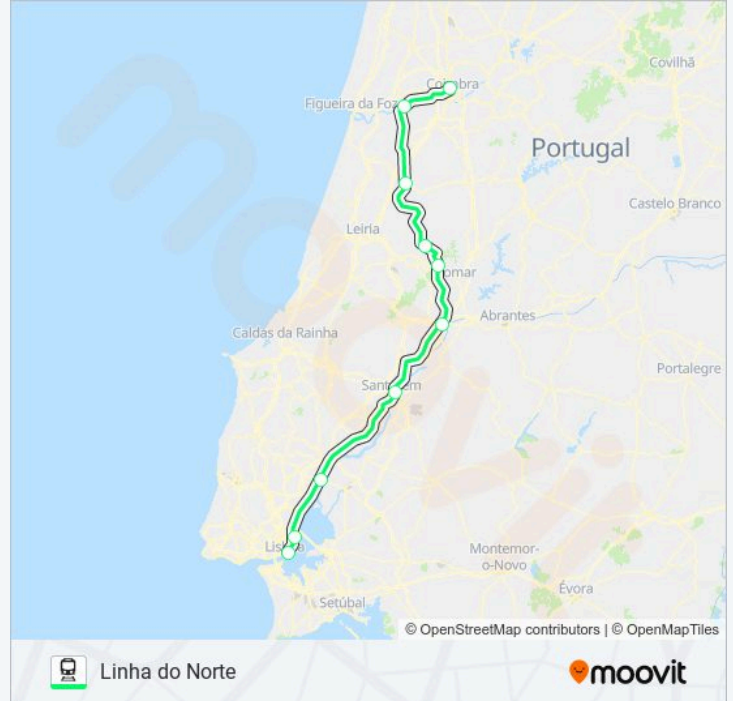 Covilhã
Coimbra
Figueira da Foz
Portugal
Castelo Branco
Leiria
Tomar
Abrantes
Caldas da Rainha
Portalegre
Santarém
Lisboa
Montemor-
o-Novo
Évora
Setúbal
moovit
© OpenStreetMap contributors | © OpenMapTiles
Linha do Norte
moovit